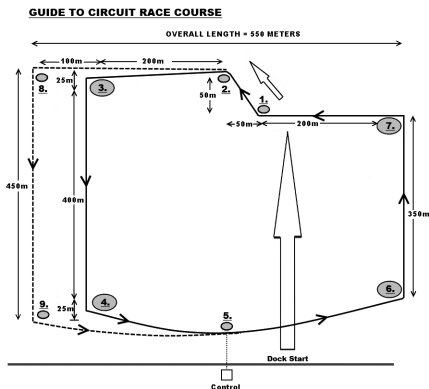 GUIDE TO CIRCUIT RACE COURSE
OVERALL LENGTH = 550 METERS
100m
200m
25m
8.
3.
2.
50m
1.
50m
200m
7.
450m
400m
350m
9.
4.
25m
5.
6.
Dock Start
Control